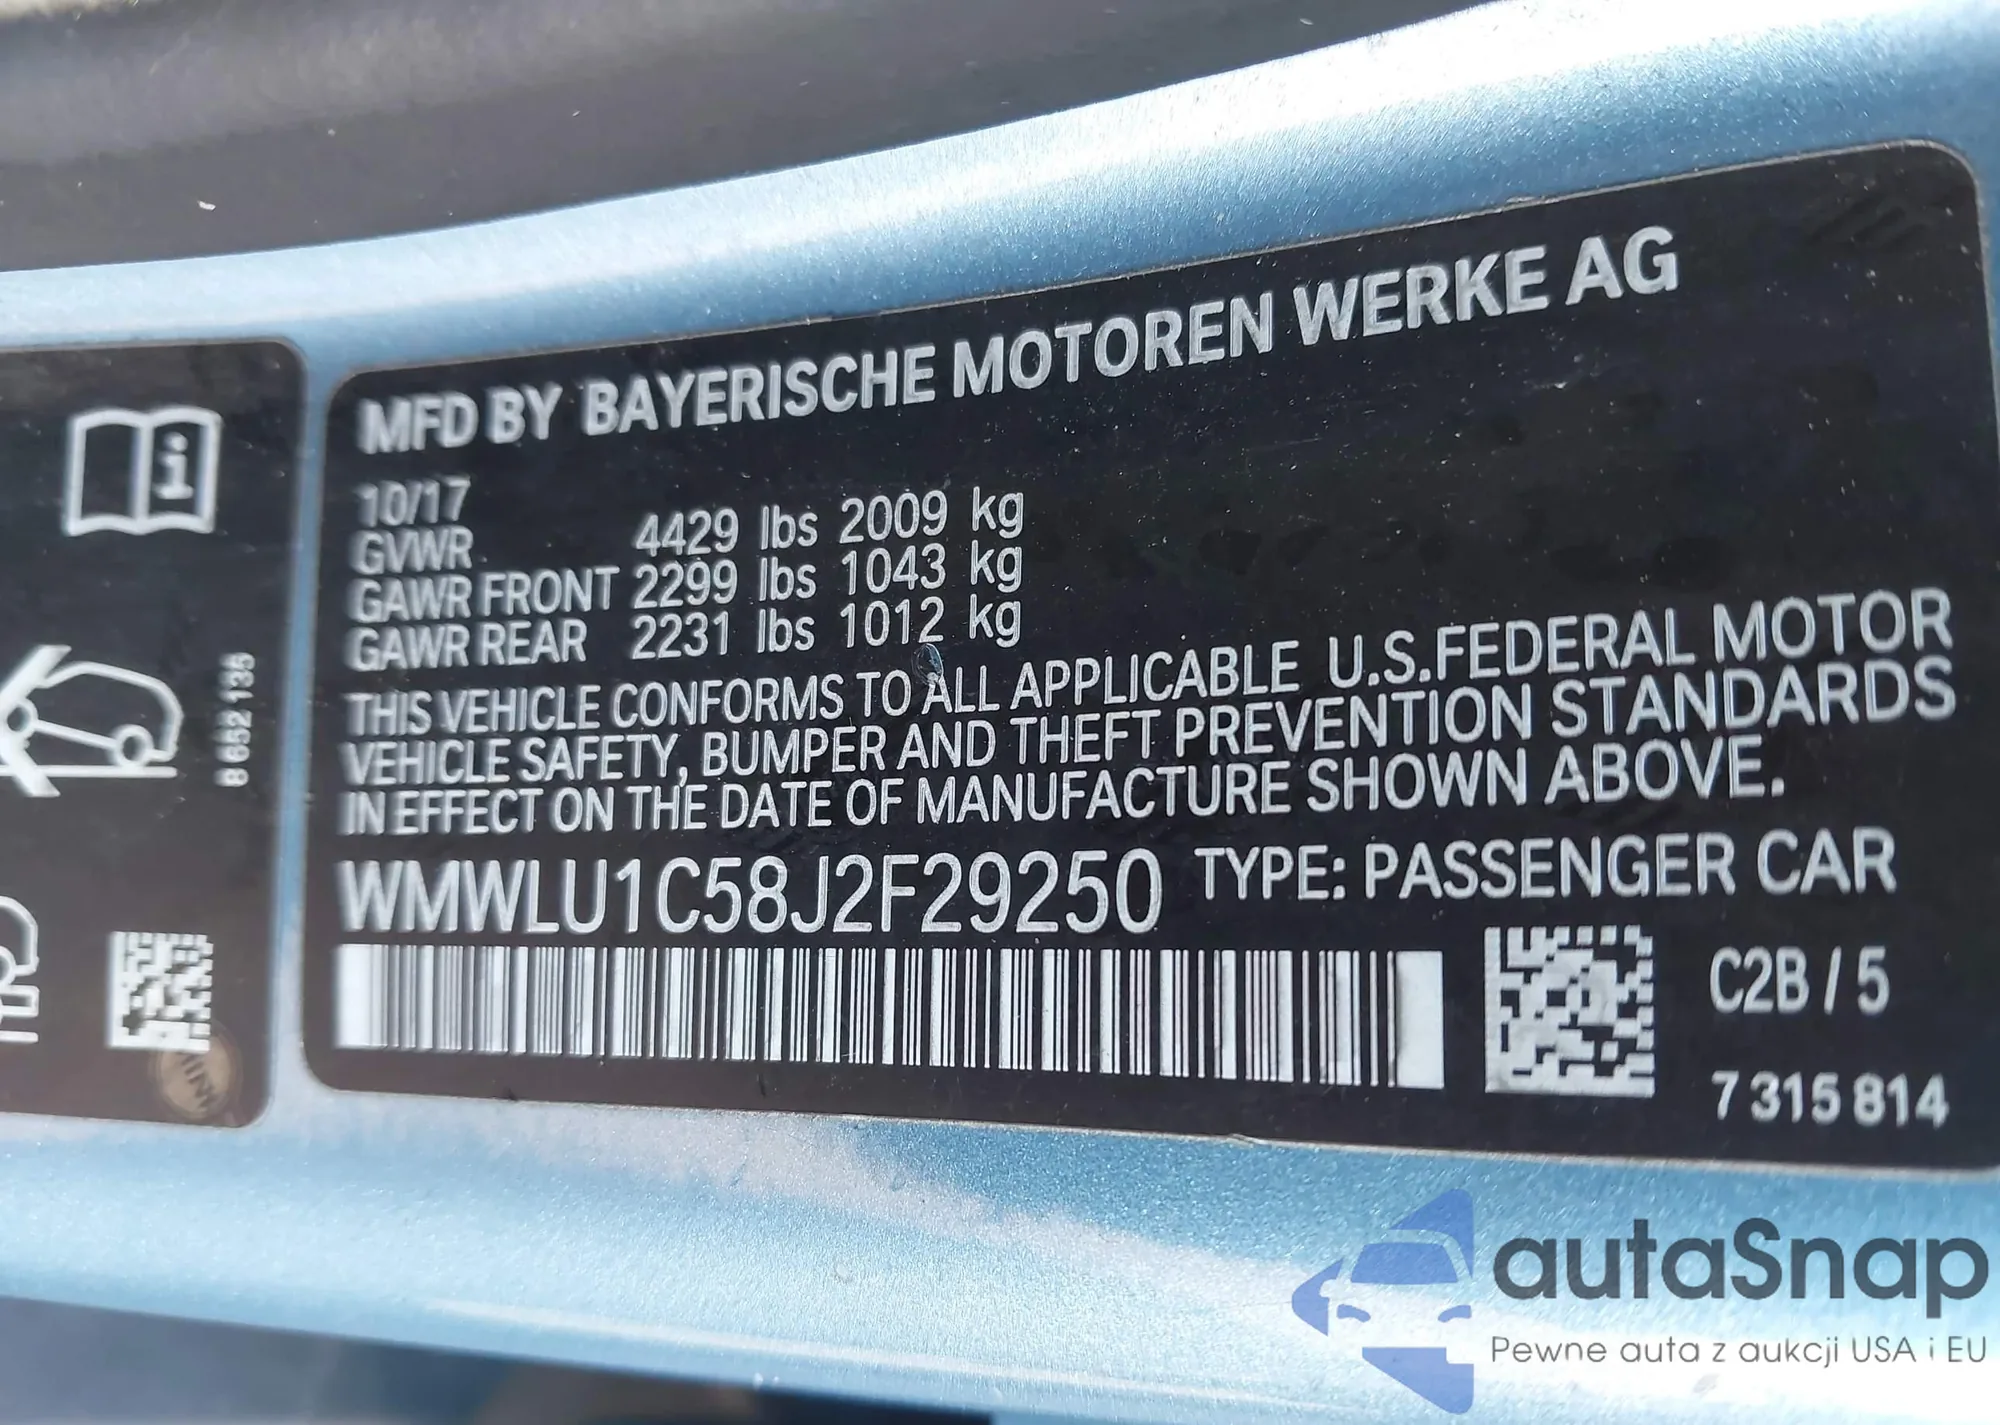 MFD BY BAYERISCHE MOTOREN WERKE AG
10/17
GVWR 4429 lbs 2009 kg
GAWR FRONT 2299 lbs 1043 kg
GAWR REAR 2231 lbs 1012 kg
THIS VEHICLE CONFORMS TO ALL APPLICABLE U.S.FEDERAL MOTOR
VEHICLE SAFETY, BUMPER AND THEFT PREVENTION STANDARDS
IN EFFECT ON THE DATE OF MANUFACTURE SHOWN ABOVE.
WMWLU1C58J2F29250 TYPE: PASSENGER CAR
C2B / 5
7 315 814
i
8 652 135
MINI
autaSnap
Pewne auta z aukcji USA i EU